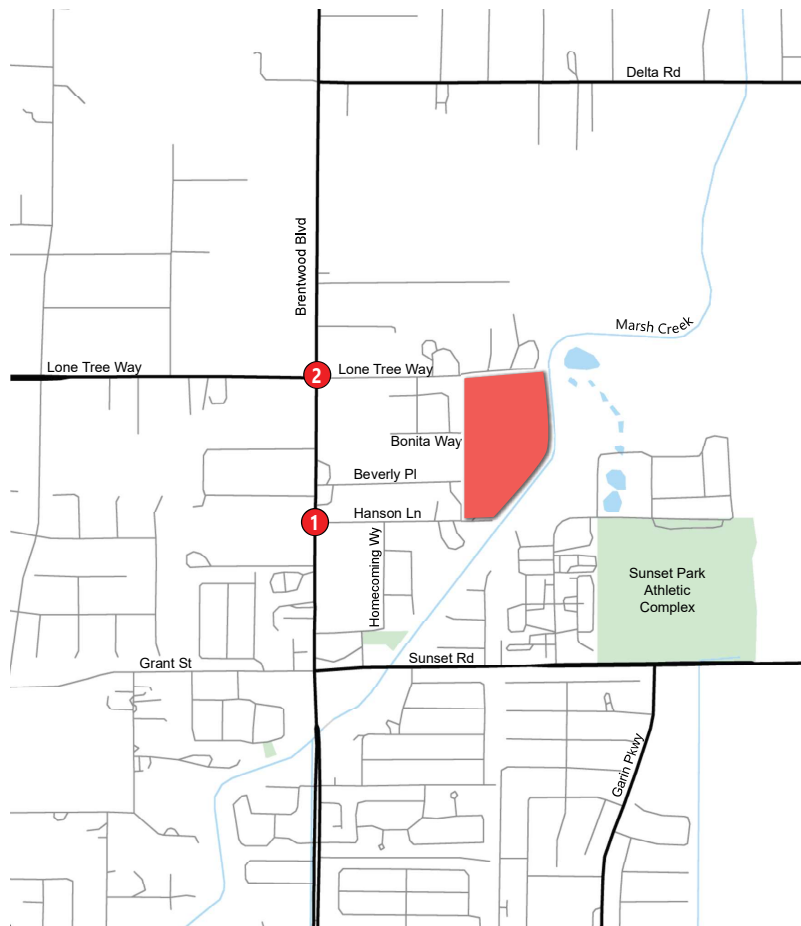 Delta Rd
Brentwood Blvd
Marsh Creek
Lone Tree Way
2
Lone Tree Way
Bonita Way
Beverly Pl
1
Hanson Ln
Homecoming Wy
Sunset Park
Athletic
Complex
Grant St
Sunset Rd
Garin Pkwy